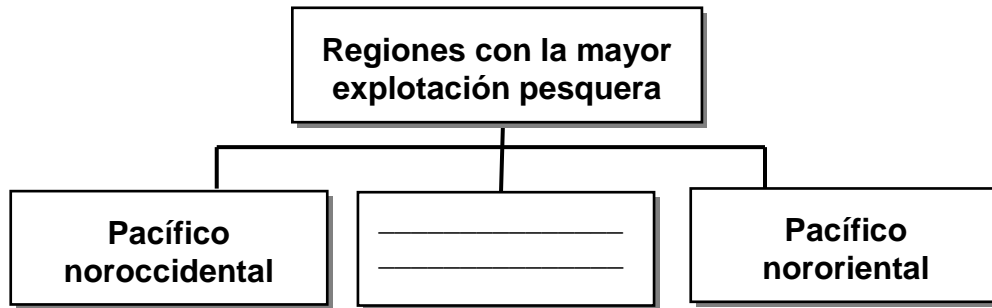 Regiones con la mayor
explotación pesquera
Pacífico
noroccidental
Pacífico
nororiental